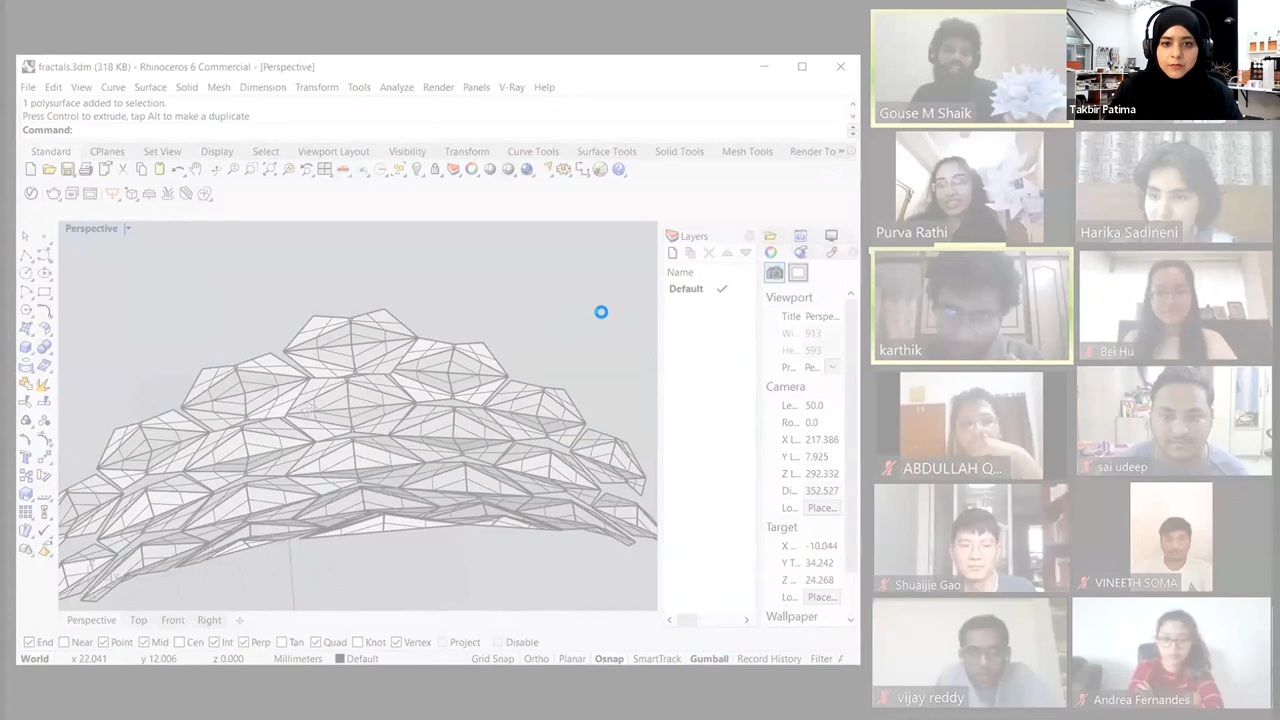 fractals.3dm (318 KB) - Rhinoceros 6 Commercial - [Perspective]
File Edit View Curve Surface Solid Mesh Dimension Transform Tools Analyze Render Panels V-Ray Help
1 polysurface added to selection.
Press Control to extrude, tap Alt to make a duplicate
Command:
Standard CPlanes Set View Display Select Viewport Layout Visibility Transform Curve Tools Surface Tools Solid Tools Mesh Tools Render To »
Perspective
Layers
Name
Default
Viewport
Title Perspe...
Wi... 913
He... 593
Pr... Pe...
Camera
Le... 50.0
Ro... 0.0
X L... 217.386
Y L... 7.925
Z L... 292.332
Di... 352.527
Lo... Place...
Target
X ... -10.044
Y T... 34.242
Z ... 24.268
Lo... Place...
Wallpaper
Perspective Top Front Right
End Near Point Mid Cen Int Perp Tan Quad Knot Vertex Project Disable
World x 22.041 y 12.006 z 0.000 Millimeters Default Grid Snap Ortho Planar Osnap SmartTrack Gumball Record History Filter
Gouse M Shaik
Takbir Fatima
Purva Rathi
Harika Sadineni
karthik
Bei Hu
ABDULLAH Q...
sai udeep
Shuaijie Gao
VINEETH SOMA
vijay reddy
Andrea Fernandes